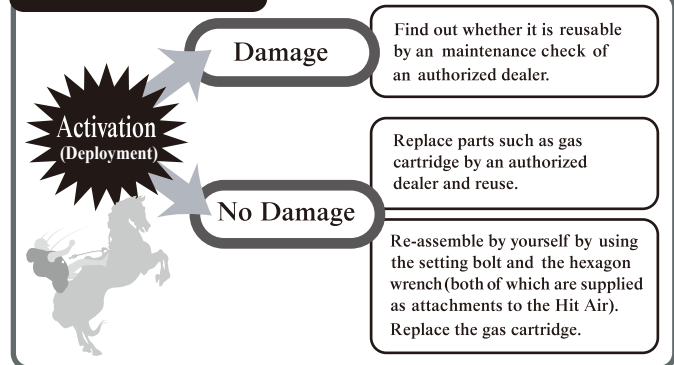 Activation
(Deployment)
Damage
Find out whether it is reusable
by an maintenance check of
an authorized dealer.
No Damage
Replace parts such as gas
cartridge by an authorized
dealer and reuse.
Re-assemble by yourself by using
the setting bolt and the hexagon
wrench(both of which are supplied
as attachments to the Hit Air).
Replace the gas cartridge.